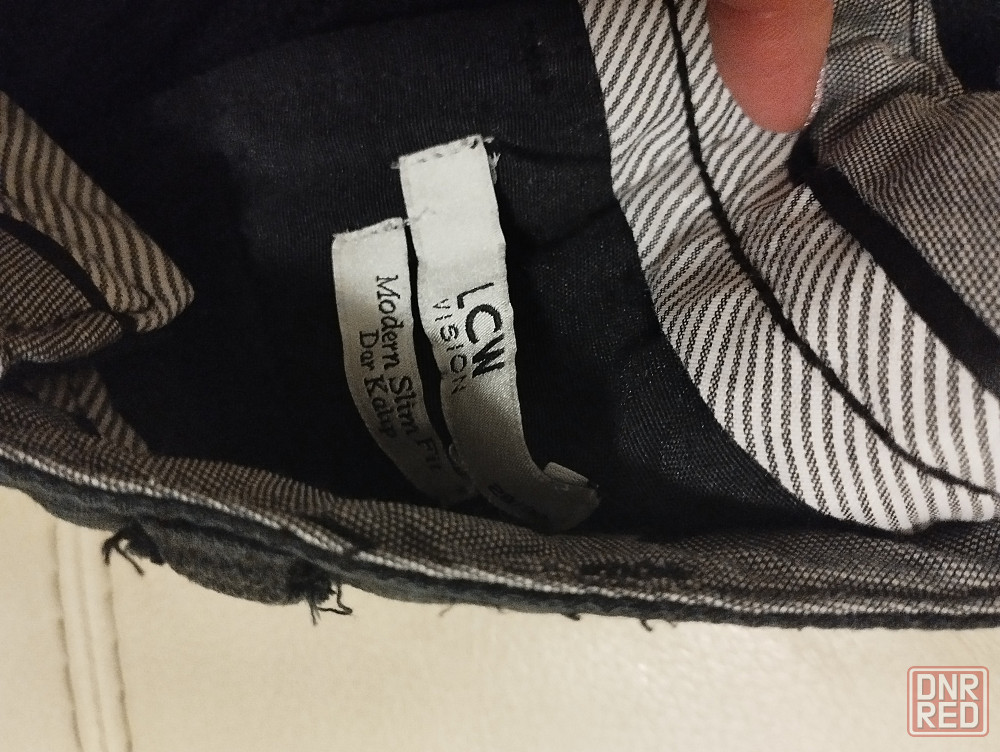 LCW
VISION
Modern Slim Fit
Dar Kalıp
DNR
RED